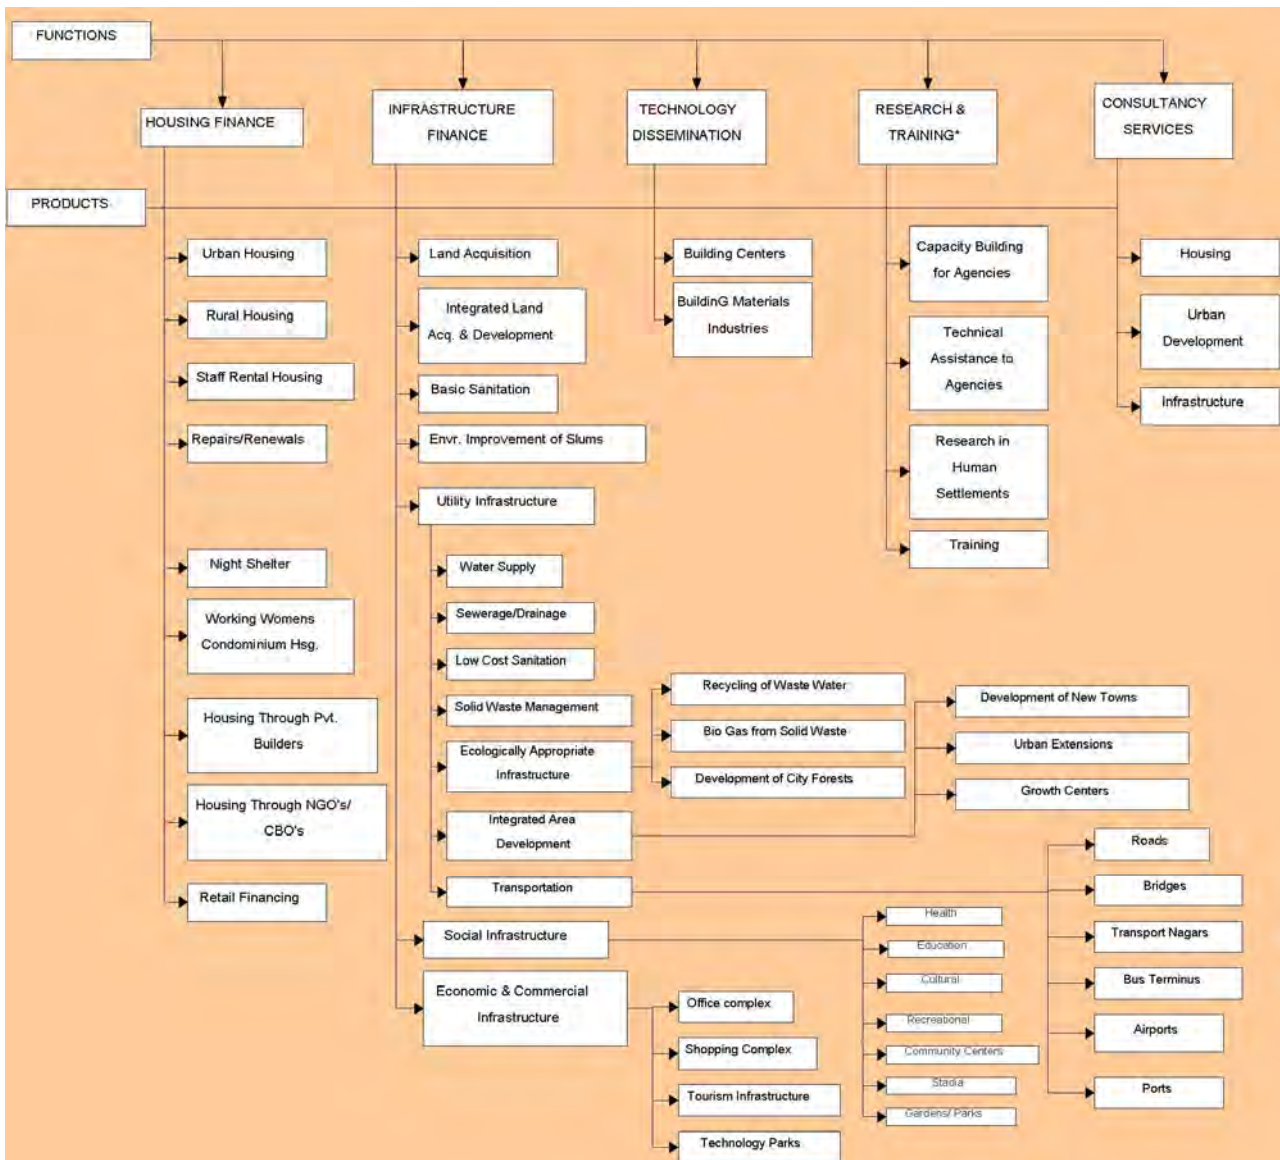 FUNCTIONS
HOUSING FINANCE
INFRASTRUCTURE
FINANCE
TECHNOLOGY
DISSEMINATION
RESEARCH &
TRAINING*
CONSULTANCY
SERVICES
PRODUCTS
Urban Housing
Rural Housing
Staff Rental Housing
Repairs/Renewals
Night Shelter
Working Womens
Condominium Hsg.
Housing Through Pvt.
Builders
Housing Through NGO's/
CBO's
Retail Financing
Land Acquisition
Integrated Land
Acq. & Development
Basic Sanitation
Envr. Improvement of Slums
Utility Infrastructure
Water Supply
Sewerage/Drainage
Low Cost Sanitation
Solid Waste Management
Ecologically Appropriate
Infrastructure
Recycling of Waste Water
Bio Gas from Solid Waste
Development of City Forests
Integrated Area
Development
Development of New Towns
Urban Extensions
Growth Centers
Transportation
Roads
Bridges
Transport Nagars
Bus Terminus
Airports
Ports
Social Infrastructure
Health
Education
Cultural
Recreational
Community Centers
Stadia
Gardens/ Parks
Economic & Commercial
Infrastructure
Office complex
Shopping Complex
Tourism Infrastructure
Technology Parks
Building Centers
BuildinG Materials
Industries
Capacity Building
for Agencies
Technical
Assistance to
Agencies
Research in
Human
Settlements
Training
Housing
Urban
Development
Infrastructure